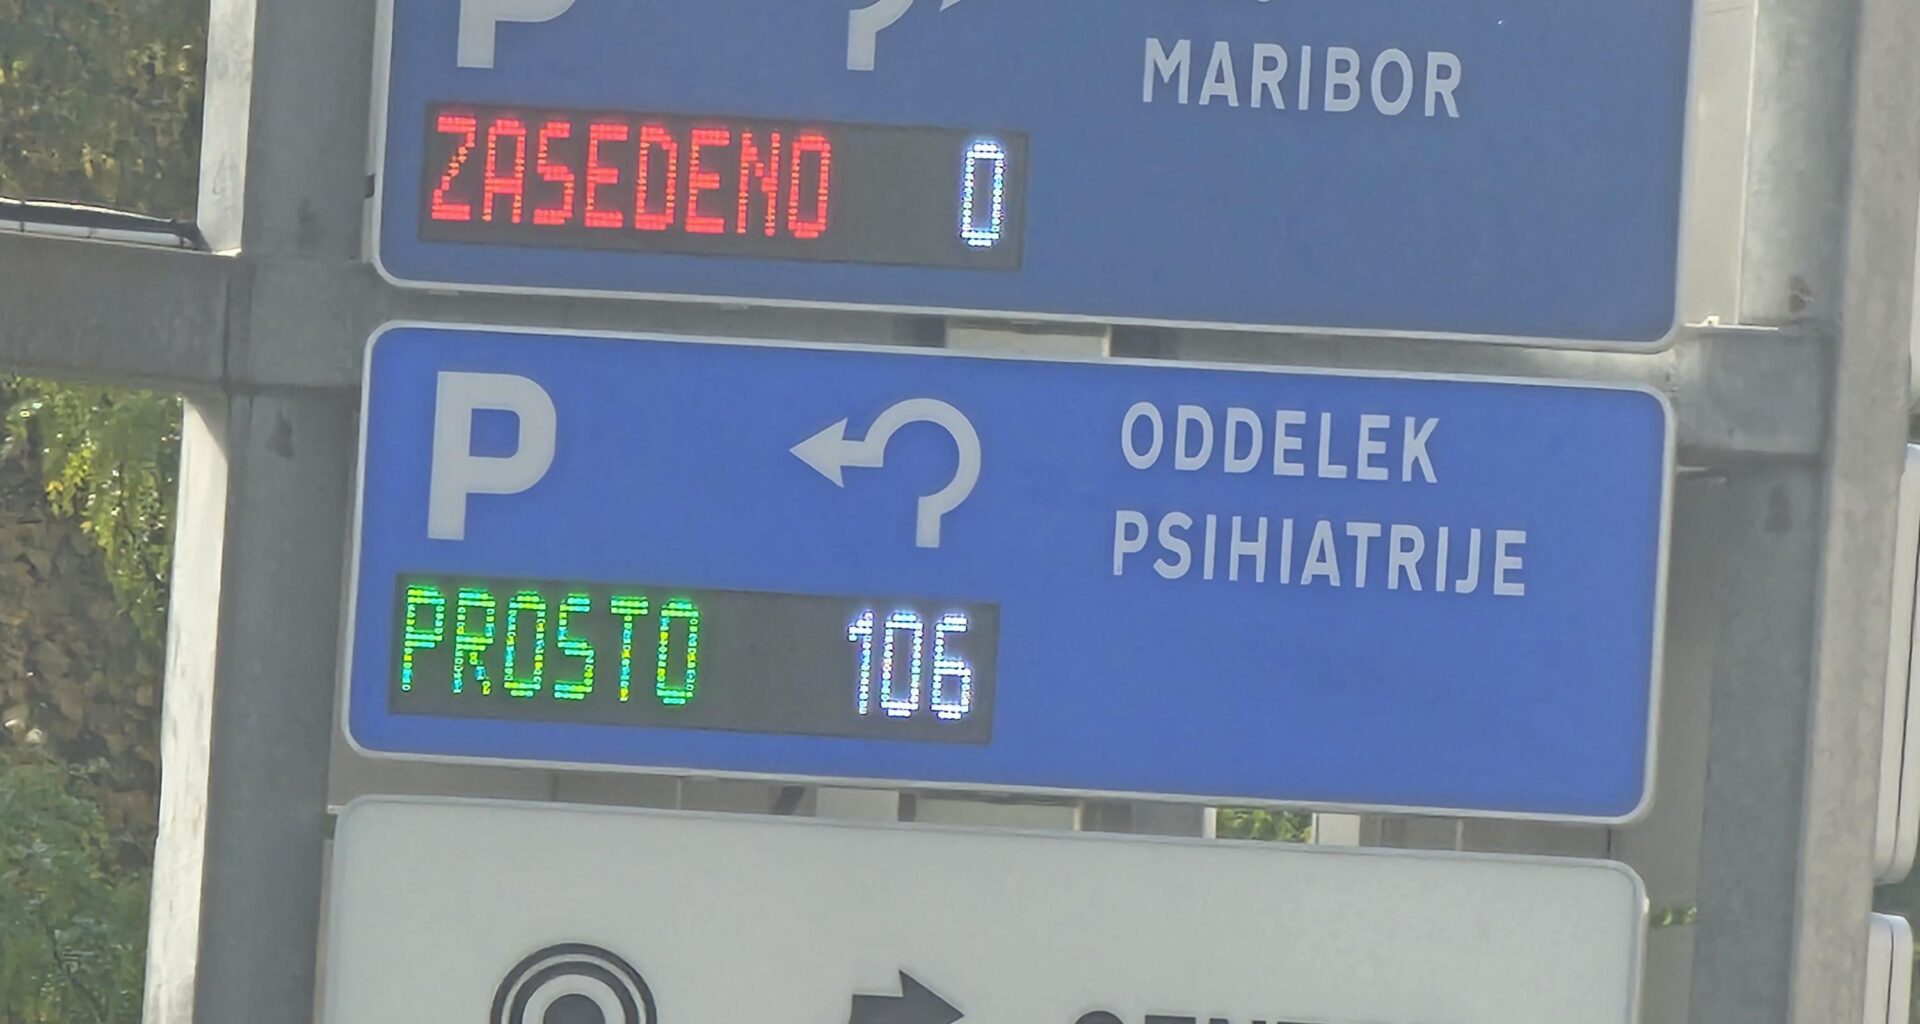 P
MARIBOR
ZASEDENO 0
P
ODDELEK
PSIHIATRIJE
PROSTO 106